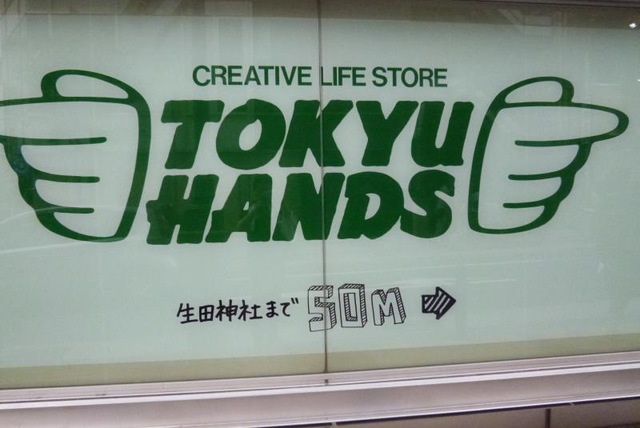 CREATIVE LIFE STORE
TOKYU
HANDS
生田神社まで 50M